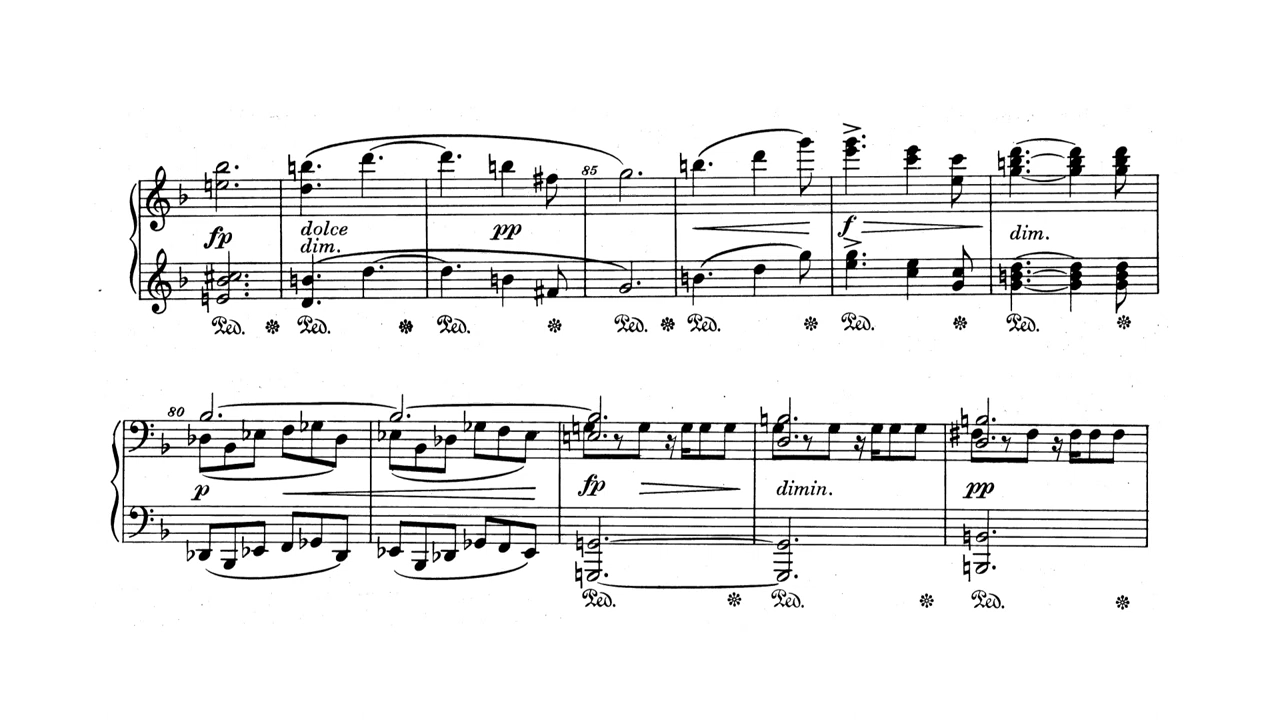 85
fp dolce pp f
dim. dim.
Ped. Ped. Ped. Ped. Ped. Ped. Ped.
80
p fp dimin. pp
Ped. Ped. Ped.